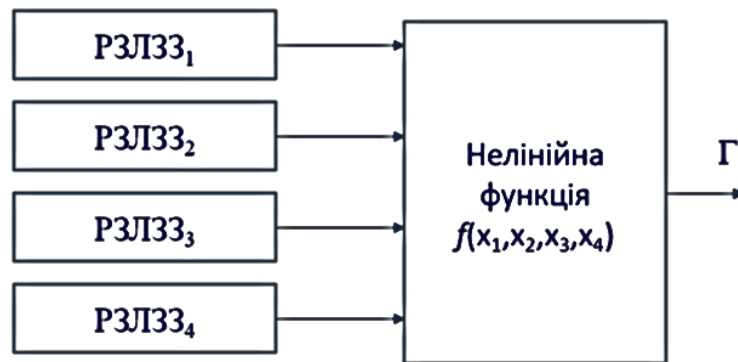 РЗЛЗЗ₁
РЗЛЗЗ₂
РЗЛЗЗ₃
РЗЛЗЗ₄
Нелінійна
функція
f(x₁,x₂,x₃,x₄)
Г